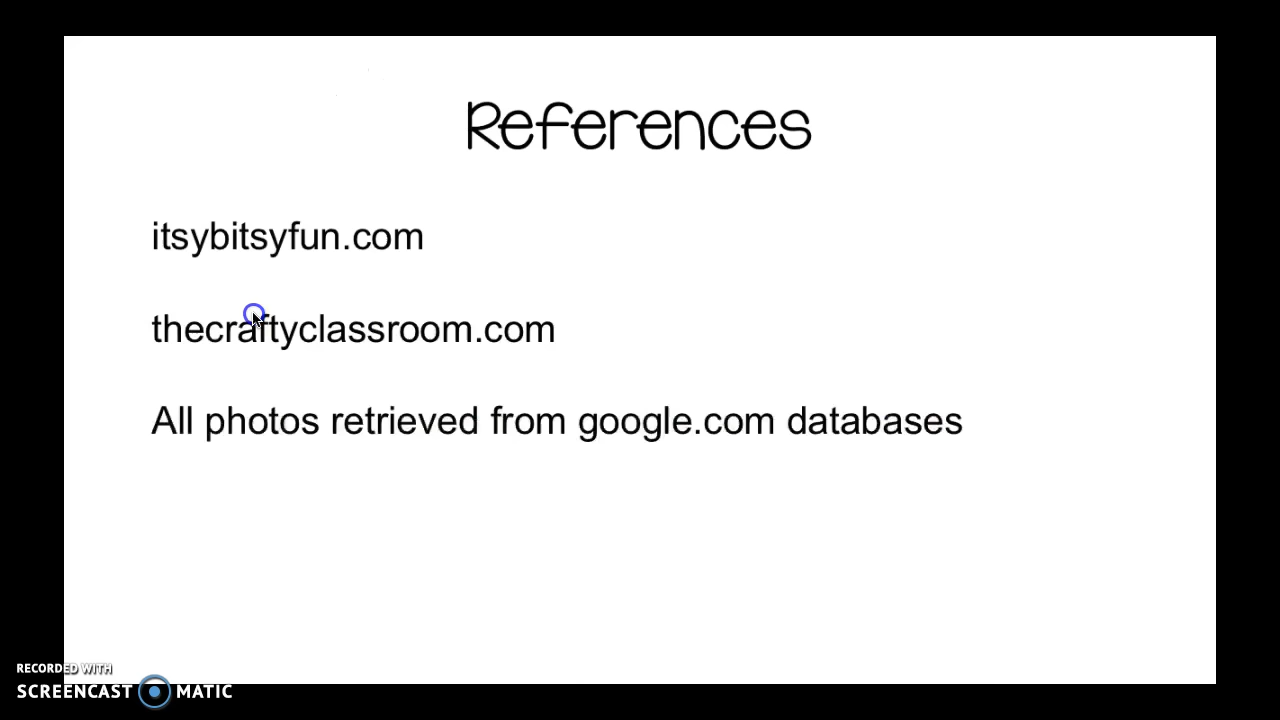 References
itsybitsyfun.com
thecraftyclassroom.com
All photos retrieved from google.com databases
RECORDED WITH
SCREENCAST MATIC